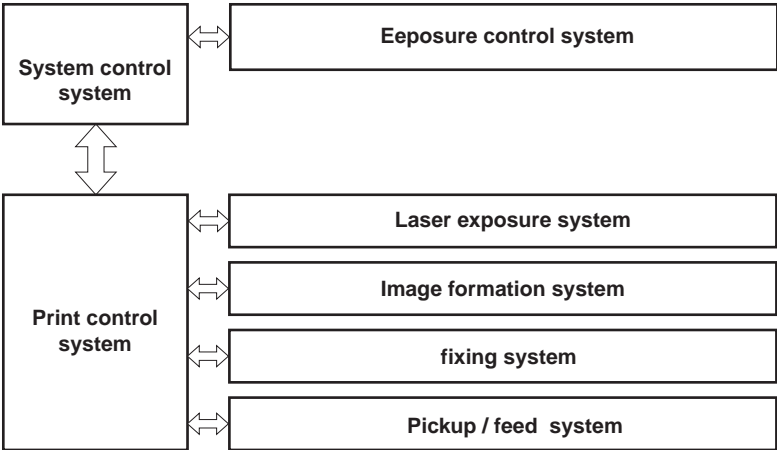 System control
system
Eeposure control system
Print control
system
Laser exposure system
Image formation system
fixing system
Pickup / feed  system